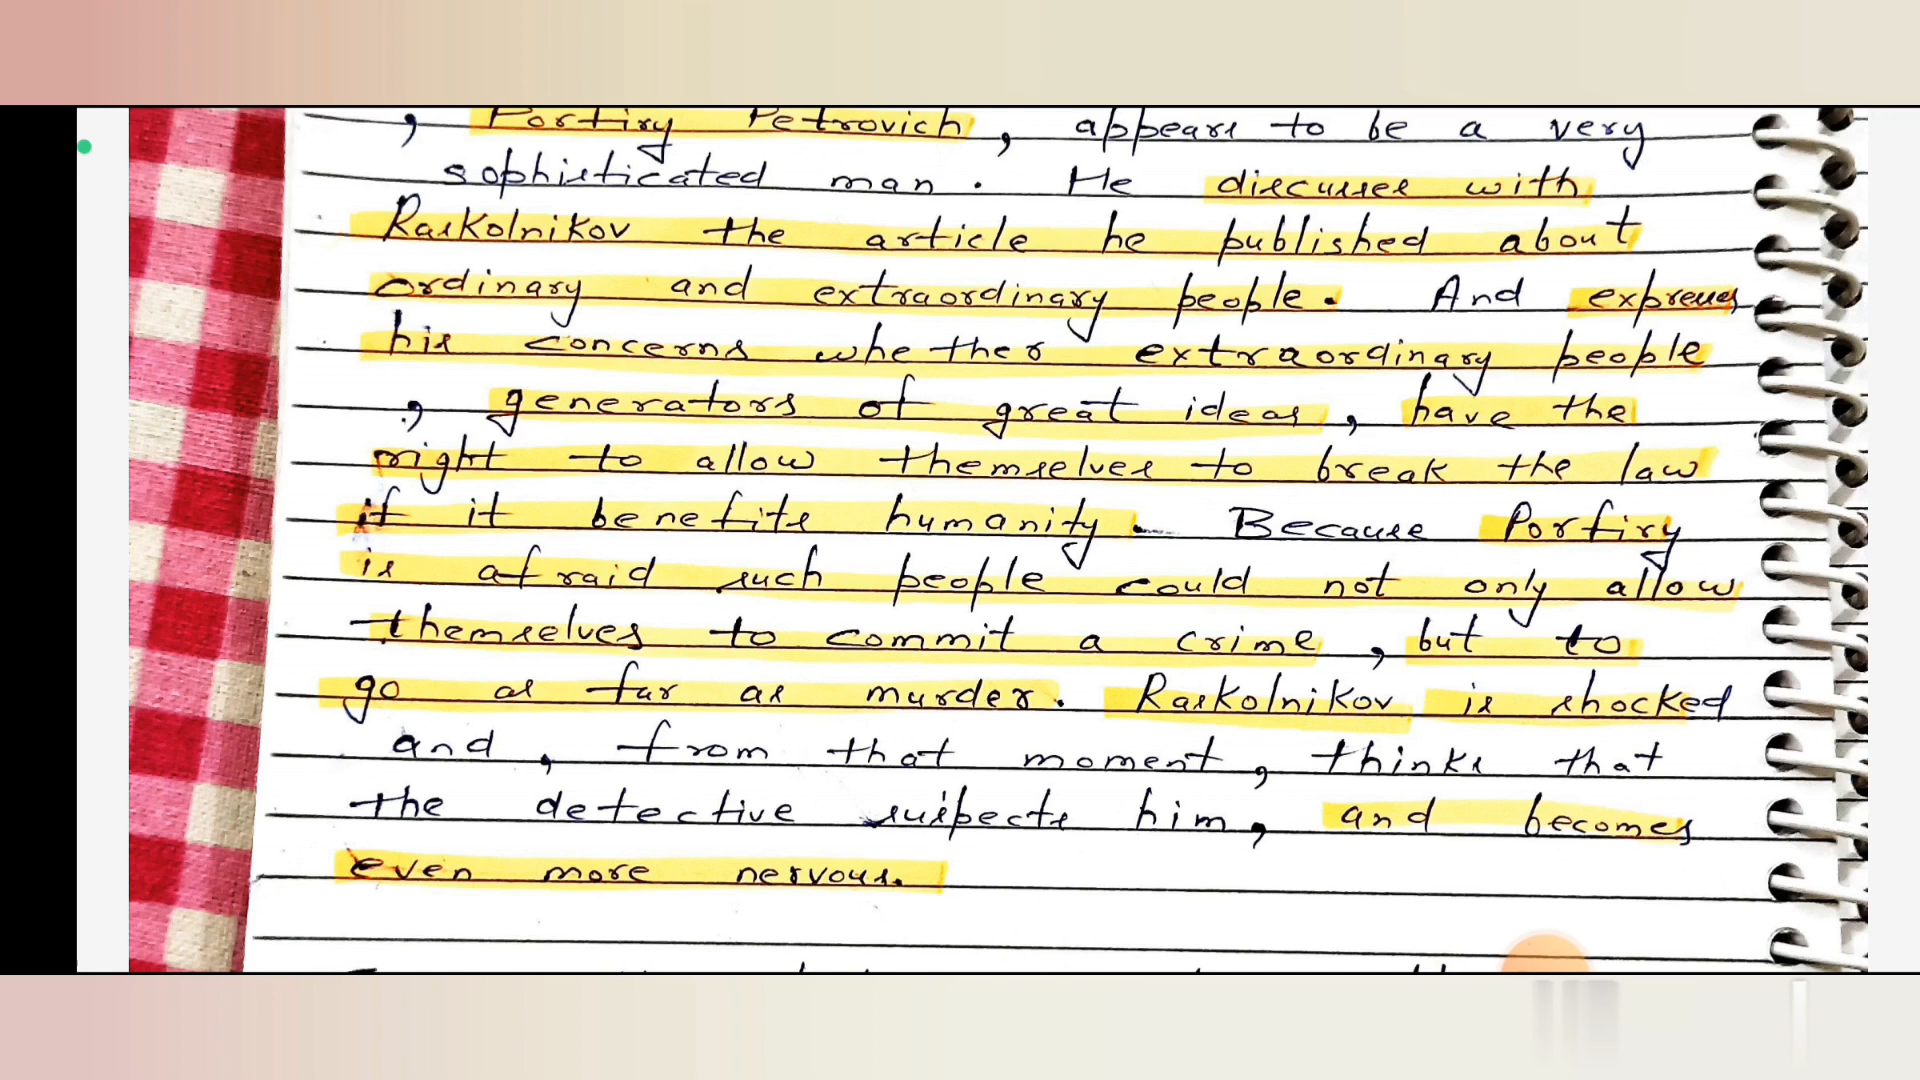 , Porfiry Petrovich, appears to be a very
sophisticated man. He discusses with
Raskolnikov the article he published about
ordinary and extraordinary people. And expresses
his concerns whether extraordinary people
, generators of great ideas, have the
right to allow themselves to break the law
if it benefits humanity. Because Porfiry
is afraid such people could not only allow
themselves to commit a crime, but to
go as far as murder. Raskolnikov is shocked
and, from that moment, thinks that
the detective suspects him, and becomes
even more nervous.